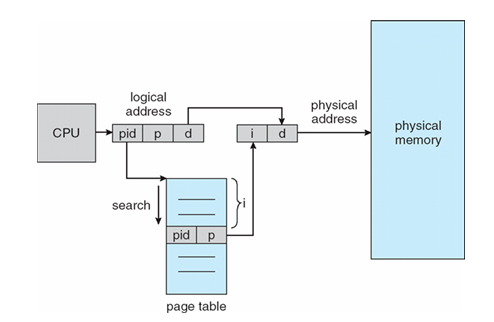 logical
address
physical
address
CPU
pid p d
i d
physical
memory
search
i
pid p
page table